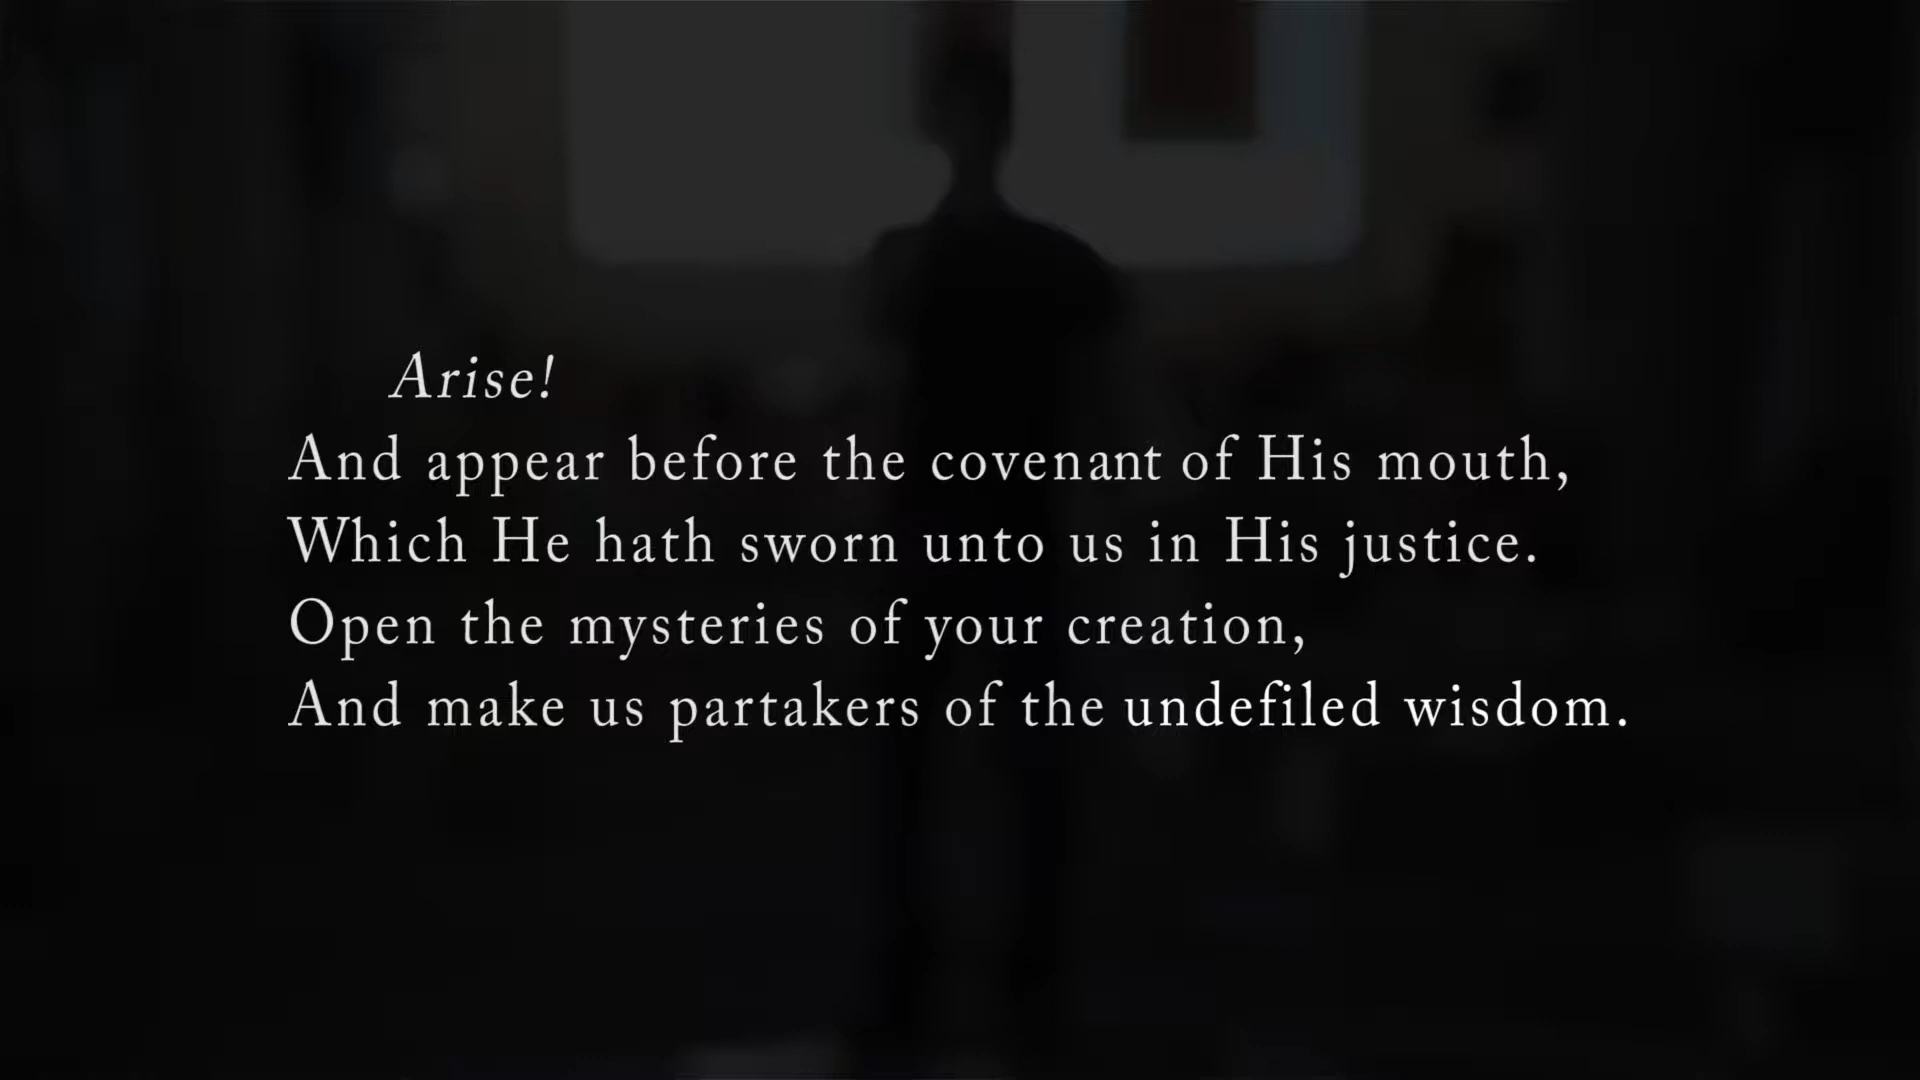 Arise!
And appear before the covenant of His mouth,
Which He hath sworn unto us in His justice.
Open the mysteries of your creation,
And make us partakers of the undefiled wisdom.